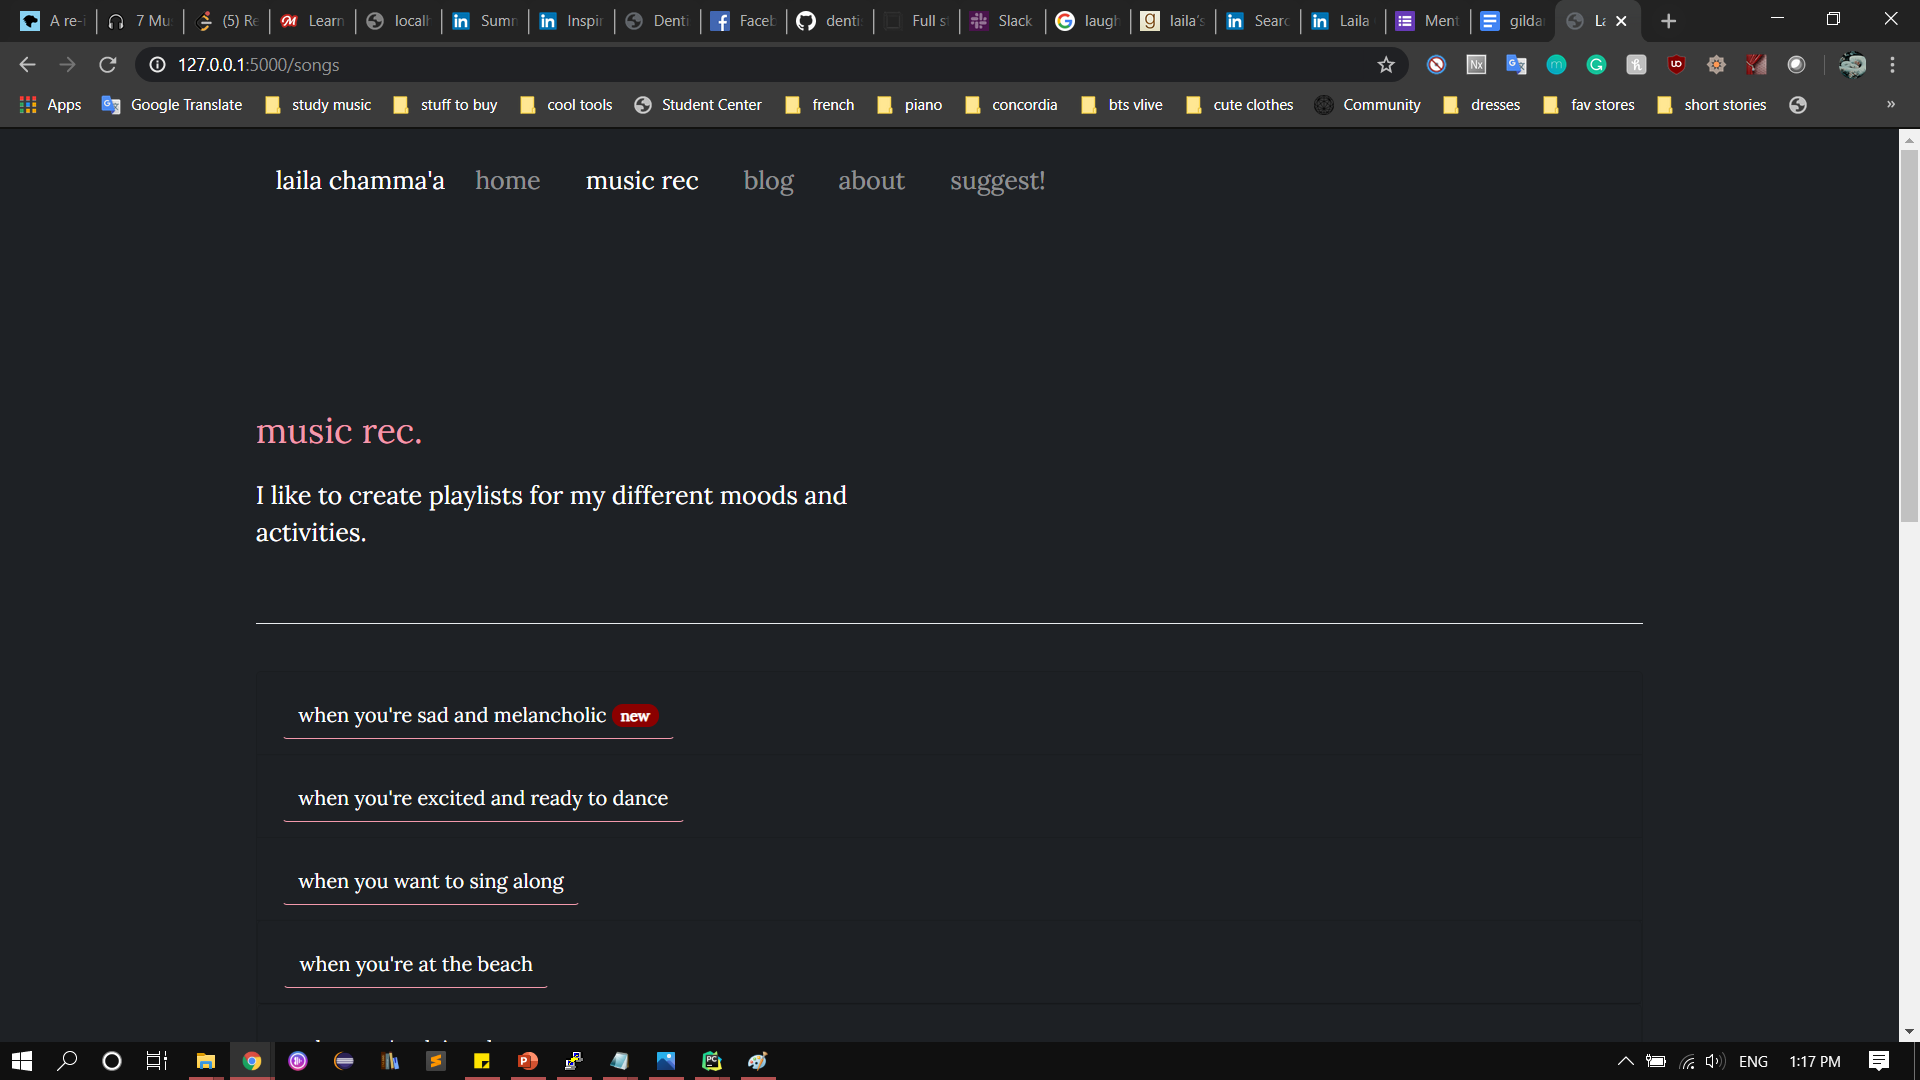 A re-i
7 Mu
(5) Re
Learn
localh
Sumn
Inspir
Denti
Faceb
denti
Full st
Slack
laugh
laila's
Searc
Laila
Ment
gilda
La
127.0.0.1:5000/songs
Apps
Google Translate
study music
stuff to buy
cool tools
Student Center
french
piano
concordia
bts vlive
cute clothes
Community
dresses
fav stores
short stories
»
laila chamma'a home music rec blog about suggest!
music rec.
I like to create playlists for my different moods and
activities.
when you're sad and melancholic new
when you're excited and ready to dance
when you want to sing along
when you're at the beach
ENG 1:17 PM